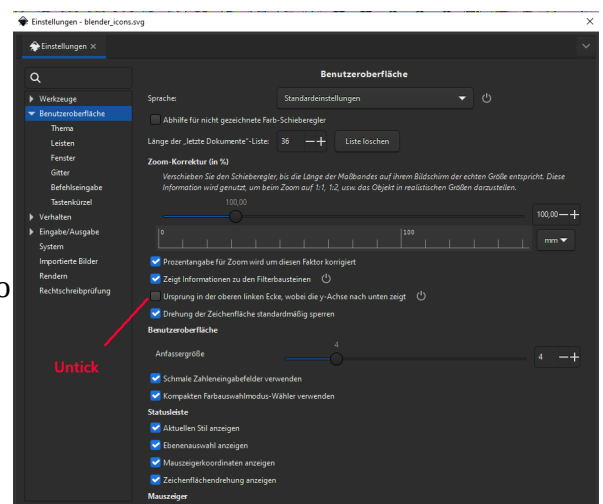 Einstellungen - blender_icons.svg
Einstellungen
Benutzeroberfläche
Werkzeuge
Benutzeroberfläche
Thema
Leisten
Fenster
Gitter
Befehlseingabe
Tastenkürzel
Verhalten
Eingabe/Ausgabe
System
Importierte Bilder
Rendern
Rechtschreibprüfung
Sprache:
Standardeinstellungen
Abhilfe für nicht gezeichnete Farb-Schieberegler
Länge der „letzte Dokumente"-Liste:
36
Liste löschen
Zoom-Korrektur (in %)
Verschieben Sie den Schieberegler, bis die Länge der Maßbandes auf ihrem Bildschirm der echten Größe entspricht. Diese
Information wird genutzt, um beim Zoom auf 1:1, 1:2, usw. das Objekt in realistischen Größen darzustellen.
100,00
100,00
0
100
mm
Prozentangabe für Zoom wird um diesen Faktor korrigiert
Zeigt Informationen zu den Filterbausteinen
Ursprung in der oberen linken Ecke, wobei die y-Achse nach unten zeigt
Drehung der Zeichenfläche standardmäßig sperren
Untick
Benutzeroberfläche
Anfassergröße
4
4
Schmale Zahleneingabefelder verwenden
Kompakten Farbauswahlmodus-Wähler verwenden
Statusleiste
Aktuellen Stil anzeigen
Ebenenauswahl anzeigen
Mauszeigerkoordinaten anzeigen
Zeichenflächendrehung anzeigen
Mauszeiger